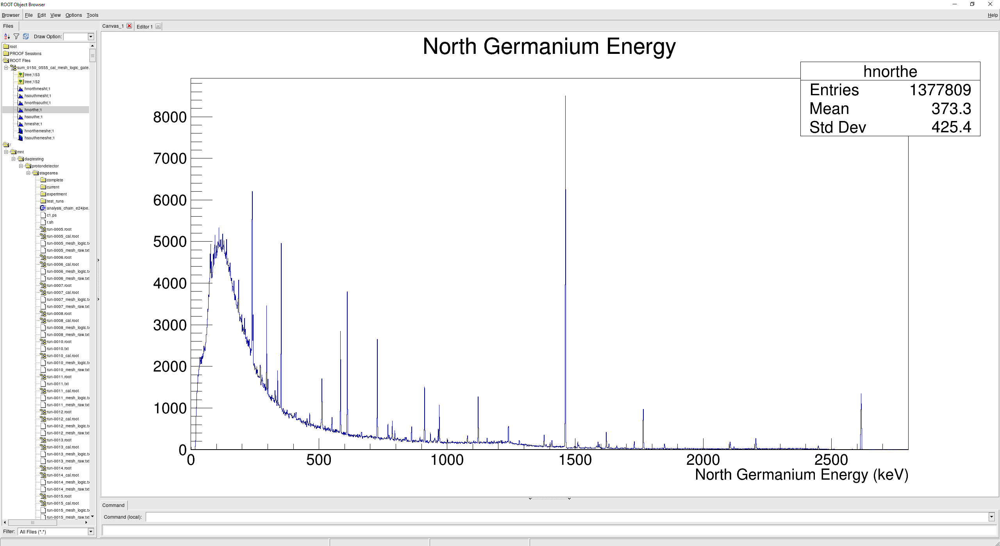 ROOT Object Browser
Browser File Edit View Options Tools Help
Files
Draw Option:
root
PROOF Sessions
ROOT Files
sum_0150_0555_cal_mesh_logic_gate.
tree;153
tree;152
hnorthmesht;1
hsouthmesht;1
hnorthsoutht;1
hnorthe;1
hsouthe;1
hmeshe;1
hnorthemeshe;1
hsouthemeshe;1
/
mnt
daqtesting
protondetector
stagearea
complete
current
experiment
test_runs
analysis_chain_e24joe.
c1.ps
r.sh
run-0005.root
run-0005_cal.root
run-0005_mesh_logic.tx
run-0005_mesh_raw.txt
run-0006.root
run-0006_cal.root
run-0006_mesh_logic.tx
run-0006_mesh_raw.txt
run-0007.root
run-0007_cal.root
run-0007_mesh_logic.tx
run-0007_mesh_raw.txt
run-0008.root
run-0008_cal.root
run-0008_mesh_logic.tx
run-0008_mesh_raw.txt
run-0010.root
run-0010.txt
run-0010_cal.root
run-0010_mesh_logic.tx
run-0010_mesh_raw.txt
run-0011.root
run-0011.txt
run-0011_cal.root
run-0011_mesh_logic.tx
run-0011_mesh_raw.txt
run-0012.root
run-0012_cal.root
run-0012_mesh_logic.tx
run-0012_mesh_raw.txt
run-0013.root
run-0013_cal.root
run-0013_mesh_logic.tx
run-0013_mesh_raw.txt
run-0014.root
run-0014_cal.root
run-0014_mesh_logic.tx
run-0014_mesh_raw.txt
run-0015.root
run-0015_cal.root
run-0015_mesh_logic.tx
run-0015_mesh_raw.txt
Filter: All Files (*.*)
Canvas_1 Editor 1
North Germanium Energy
hnorthe
Entries 1377809
Mean 373.3
Std Dev 425.4
8000
7000
6000
5000
4000
3000
2000
1000
0
0 500 1000 1500 2000 2500
North Germanium Energy (keV)
Command
Command (local):